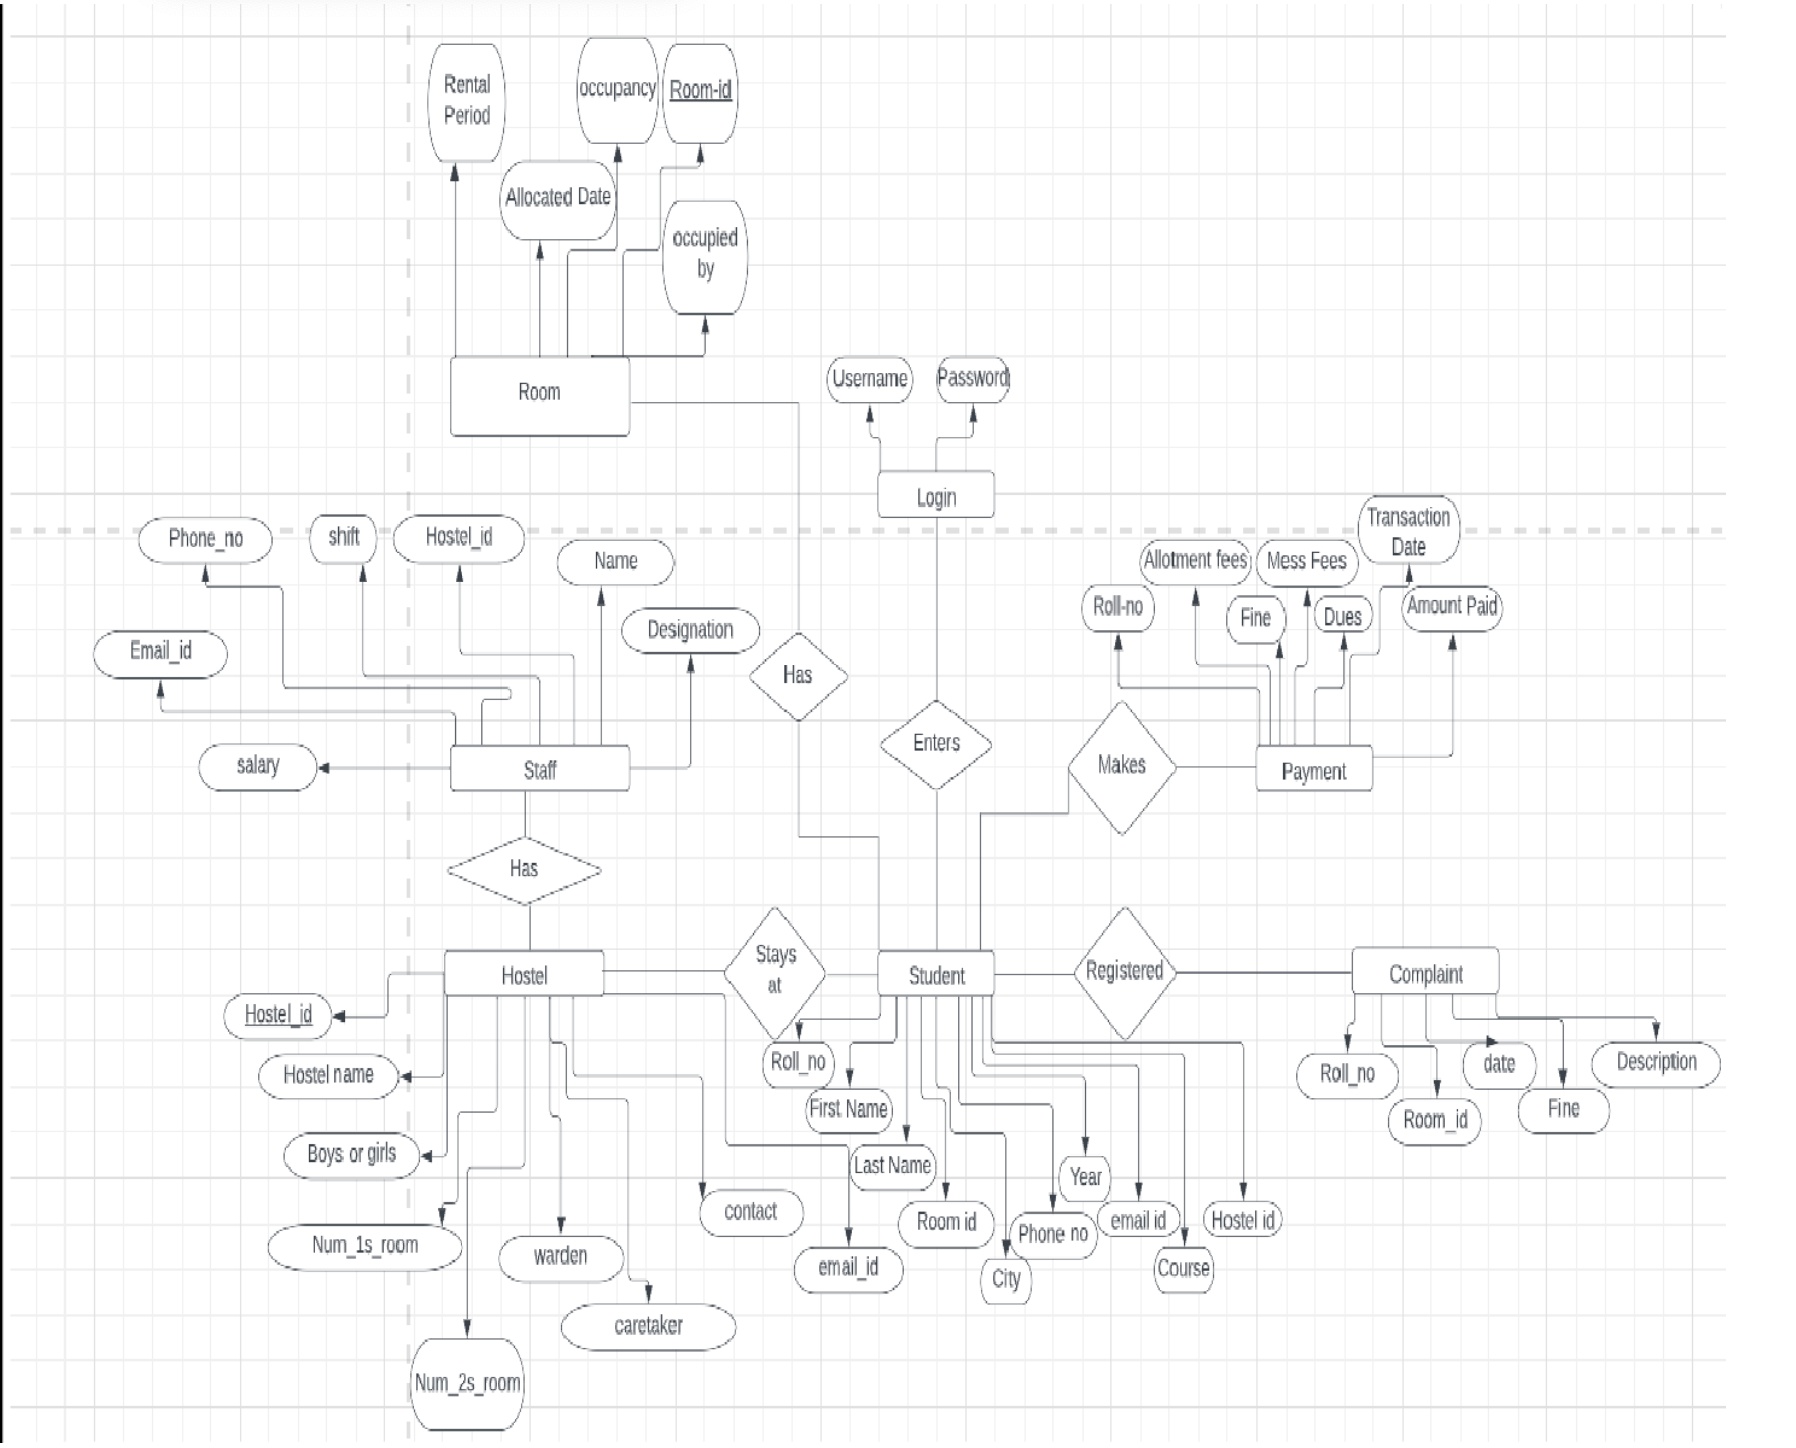 Rental
Period
occupancy
Room-id
Allocated Date
occupied
by
Room
Username
Password
Login
Phone_no
shift
Hostel_id
Name
Designation
Email_id
salary
Staff
Has
Has
Enters
Makes
Transaction
Date
Allotment fees
Mess Fees
Roll-no
Fine
Dues
Amount Paid
Payment
Hostel
Stays
at
Student
Registered
Complaint
Hostel_id
Hostel name
Boys or girls
Num_1s_room
Num_2s_room
warden
caretaker
contact
email_id
Roll_no
First Name
Last Name
Room id
City
Phone no
Year
email id
Course
Hostel id
Roll_no
Room_id
date
Fine
Description